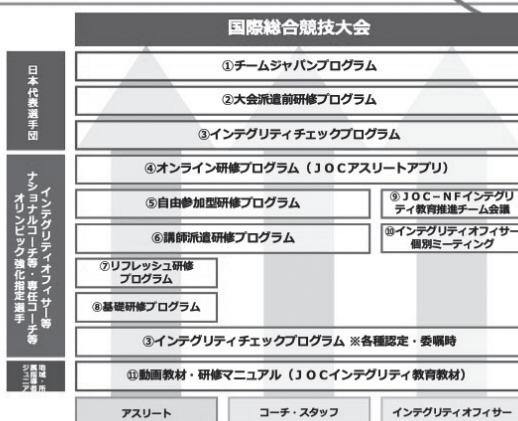 国際総合競技大会
日本代表選手団
①チームジャパンプログラム
②大会派遣前研修プログラム
③インテグリティチェックプログラム
インテグリティオフィサー等
ナショナルコーチ等・専任コーチ等
オリンピック強化指定選手
④オンライン研修プログラム（JOCアスリートアプリ）
⑤自由参加型研修プログラム
⑨JOC－NFインテグリ
ティ教育推進チーム会議
⑥講師派遣研修プログラム
⑩インテグリティオフィサー
個別ミーティング
⑦リフレッシュ研修
プログラム
⑧基礎研修プログラム
③インテグリティチェックプログラム ※各種認定・委嘱時
地域・所
属指導者
ジュニア
⑪動画教材・研修マニュアル（JOCインテグリティ教育教材）
アスリート
コーチ・スタッフ
インテグリティオフィサー